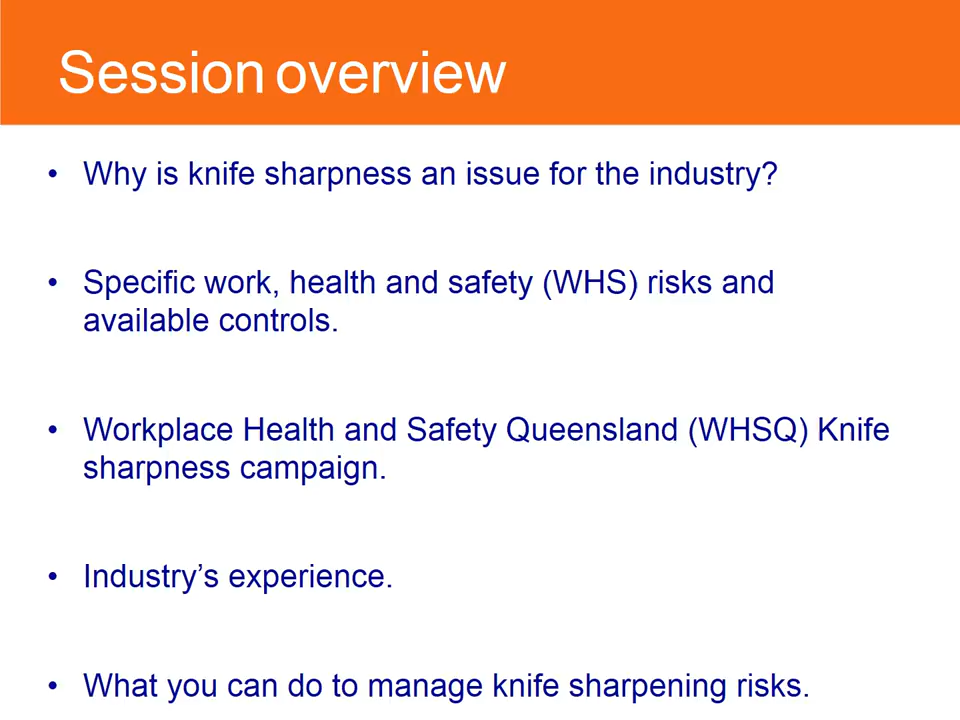 Session overview
• Why is knife sharpness an issue for the industry?
• Specific work, health and safety (WHS) risks and
available controls.
• Workplace Health and Safety Queensland (WHSQ) Knife
sharpness campaign.
• Industry’s experience.
• What you can do to manage knife sharpening risks.